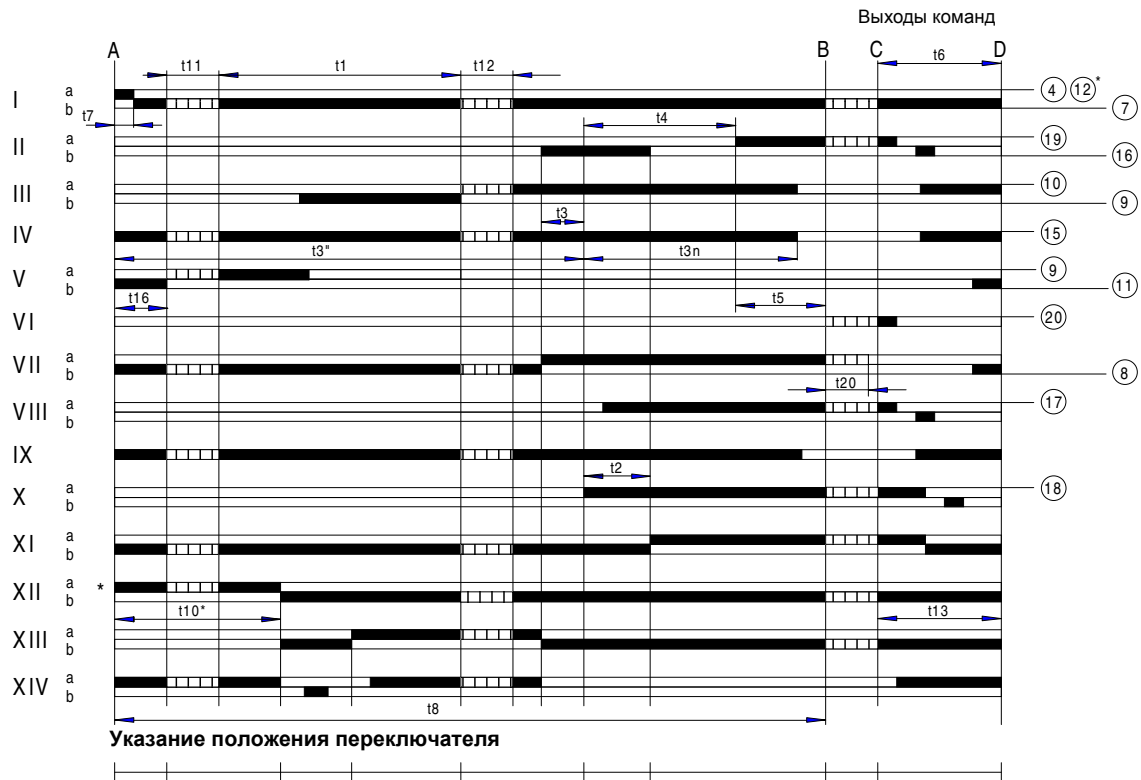 Выходы команд
A B C D
t11 t1 t12 t6
I a b 4 12* 7
t7 t4
II a b 19 16
III a b 10 9
t3
IV 15
t3" t3n
V a b 9 11
t16 t5
VI 20
VII a b 8
t20
VIII a b 17
IX
t2
X a b 18
XI a b
XII a b *
t10* t13
XIII a b
XIV a b
t8
Указание положения переключателя